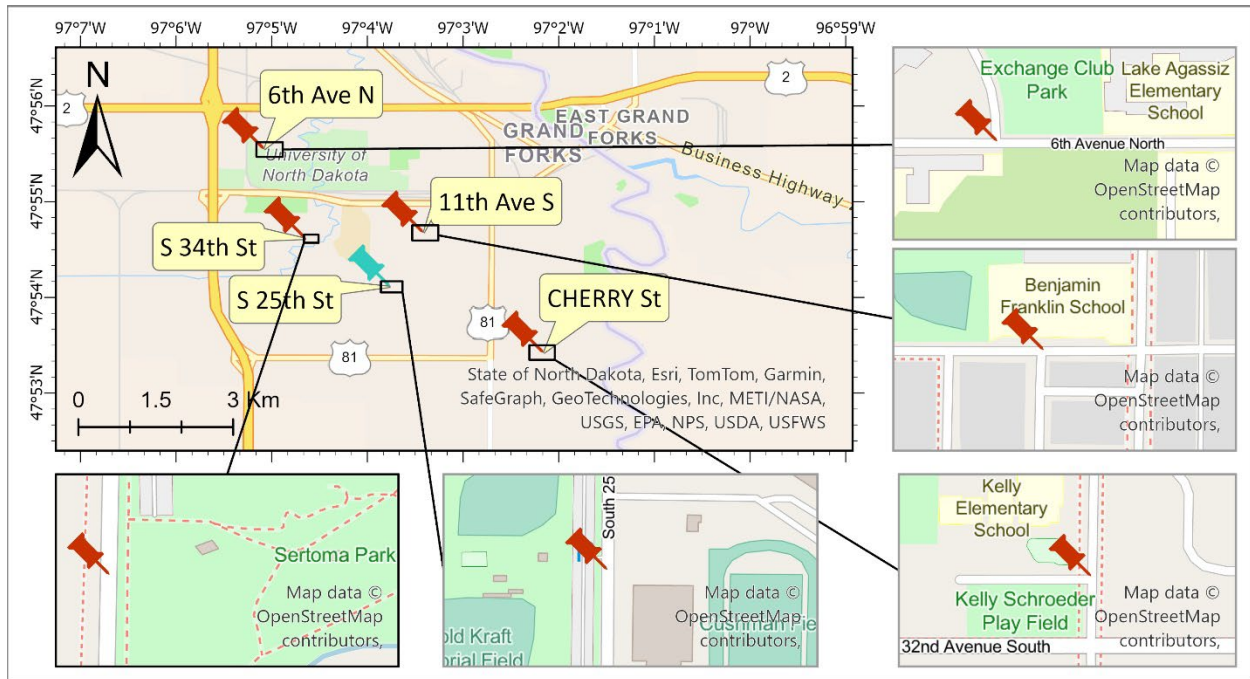 97°7'W 97°6'W 97°5'W 97°4'W 97°3'W 97°2'W 97°1'W 97°W 96°59'W
47°56'N
47°55'N
47°54'N
47°53'N
N
2
2
6th Ave N
University of
North Dakota
GRAND
FORKS
EAST GRAND
FORKS
Business Highway
11th Ave S
S 34th St
S 25th St
CHERRY St
81
81
0 1.5 3 Km
State of North Dakota, Esri, TomTom, Garmin,
SafeGraph, GeoTechnologies, Inc, METI/NASA,
USGS, EPA, NPS, USDA, USFWS
Exchange Club
Park
Lake Agassiz
Elementary
School
6th Avenue North
Map data ©
OpenStreetMap
contributors,
Benjamin
Franklin School
Map data ©
OpenStreetMap
contributors,
Sertoma Park
Map data ©
OpenStreetMap
contributors,
South 25
old Kraft
orial Field
Cushman Fie
Map data ©
OpenStreetMap
contributors,
Kelly
Elementary
School
Kelly Schroeder
Play Field
32nd Avenue South
Map data ©
OpenStreetMap
contributors,